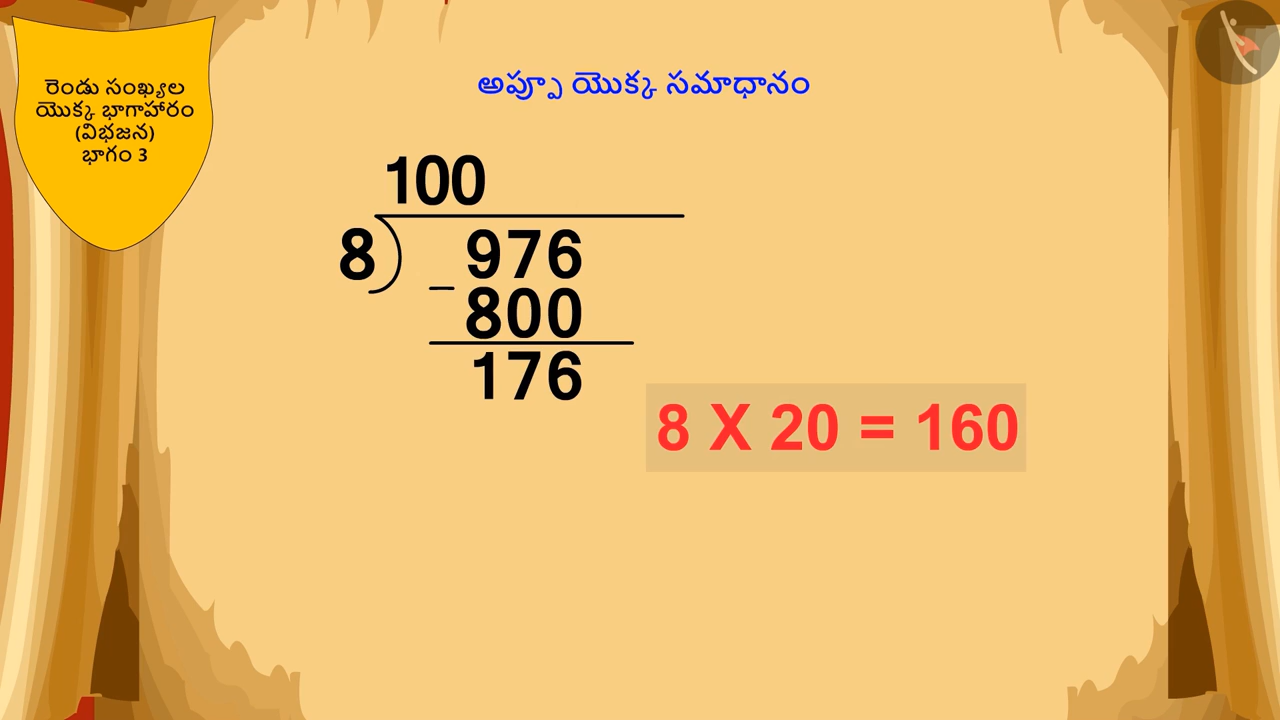 రెండు సంఖ్యల
యొక్క భాగాహారం
(విభజన)
భాగం 3
అప్పూ యొక్క సమాధానం
100
8) 976
– 800
176
8 X 20 = 160